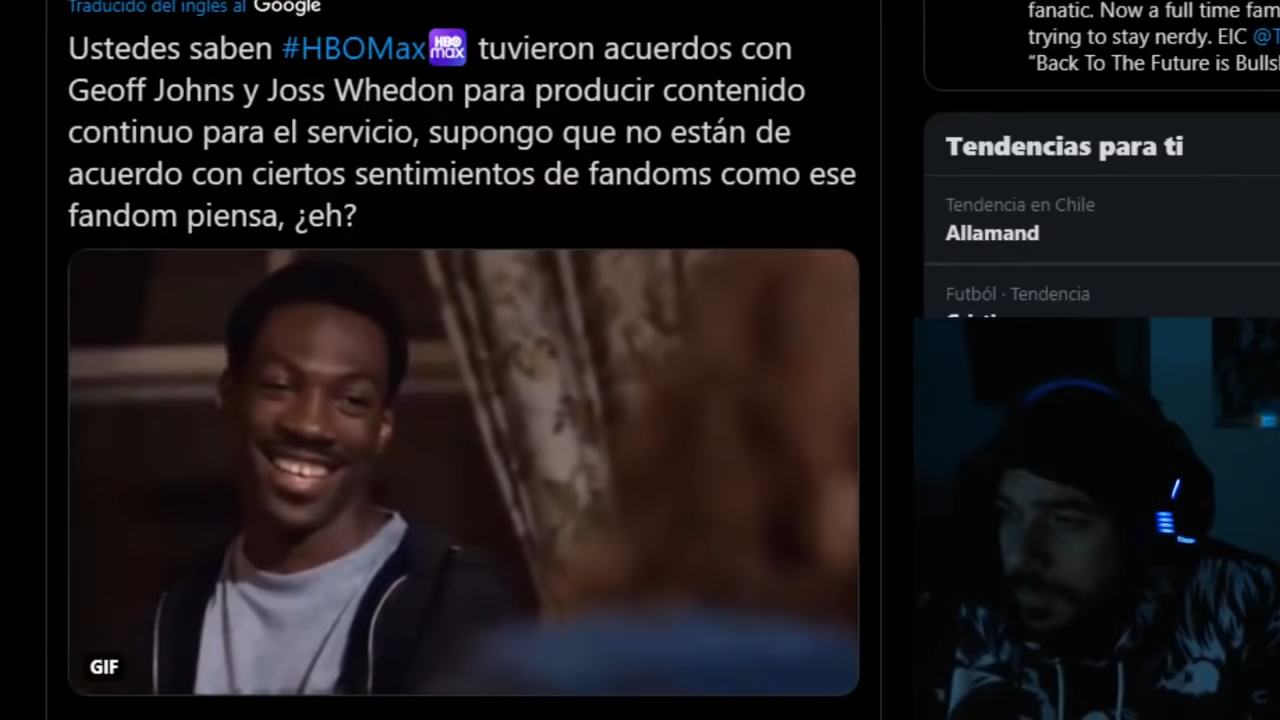 Traducido del inglés al Google
Ustedes saben #HBOMax HBO max tuvieron acuerdos con
Geoff Johns y Joss Whedon para producir contenido
continuo para el servicio, supongo que no están de
acuerdo con ciertos sentimientos de fandoms como ese
fandom piensa, ¿eh?
GIF
fanatic. Now a full time fam
trying to stay nerdy. EIC @T
“Back To The Future is Bulls
Tendencias para ti
Tendencia en Chile
Allamand
Futból · Tendencia